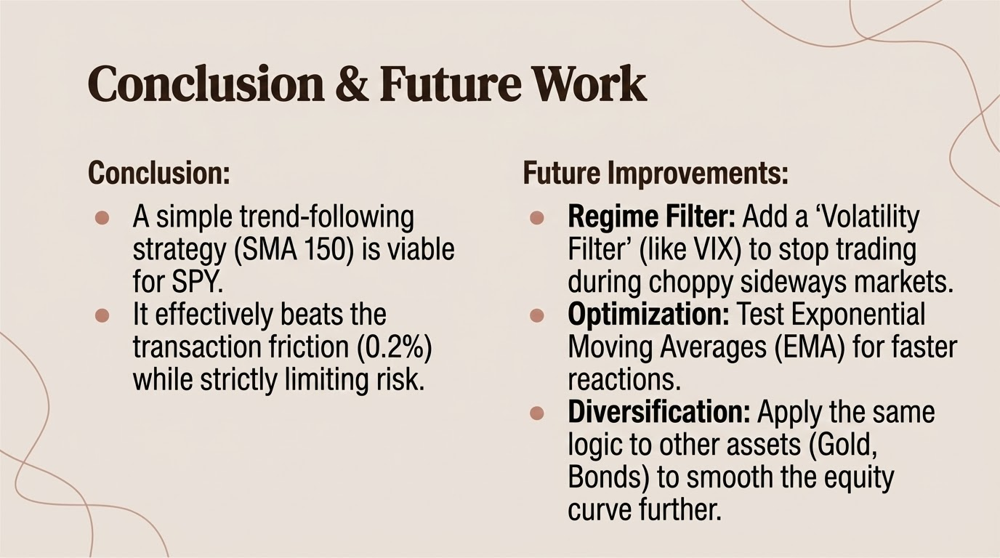 Conclusion & Future Work
Conclusion:
A simple trend-following
strategy (SMA 150) is viable
for SPY.
It effectively beats the
transaction friction (0.2%)
while strictly limiting risk.
Future Improvements:
Regime Filter: Add a ‘Volatility
Filter’ (like VIX) to stop trading
during choppy sideways markets.
Optimization: Test Exponential
Moving Averages (EMA) for faster
reactions.
Diversification: Apply the same
logic to other assets (Gold,
Bonds) to smooth the equity
curve further.